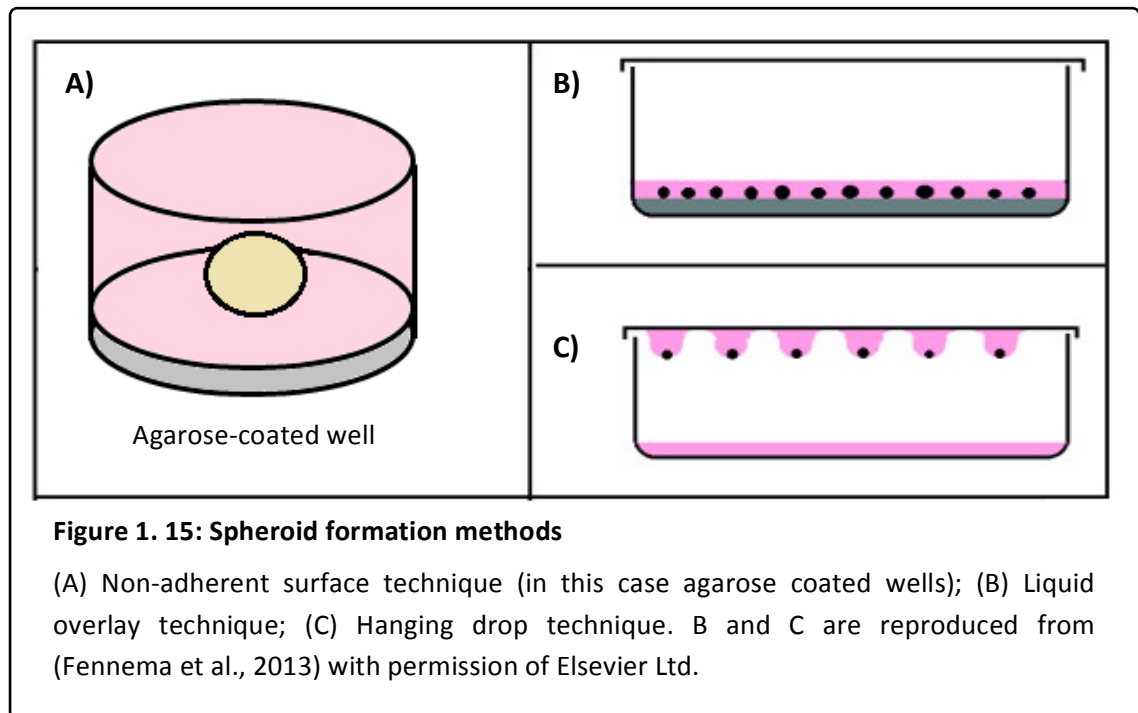 A)
Agarose-coated well
B)
C)
Figure 1. 15: Spheroid formation methods
(A) Non-adherent surface technique (in this case agarose coated wells); (B) Liquid
overlay technique; (C) Hanging drop technique. B and C are reproduced from
(Fennema et al., 2013) with permission of Elsevier Ltd.